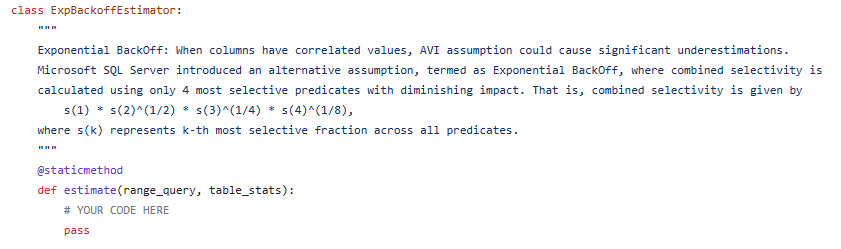 class ExpBackoffEstimator:
"""
Exponential BackOff: When columns have correlated values, AVI assumption could cause significant underestimations.
Microsoft SQL Server introduced an alternative assumption, termed as Exponential BackOff, where combined selectivity is
calculated using only 4 most selective predicates with diminishing impact. That is, combined selectivity is given by
s(1) * s(2)^(1/2) * s(3)^(1/4) * s(4)^(1/8),
where s(k) represents k-th most selective fraction across all predicates.
"""
@staticmethod
def estimate(range_query, table_stats):
# YOUR CODE HERE
pass